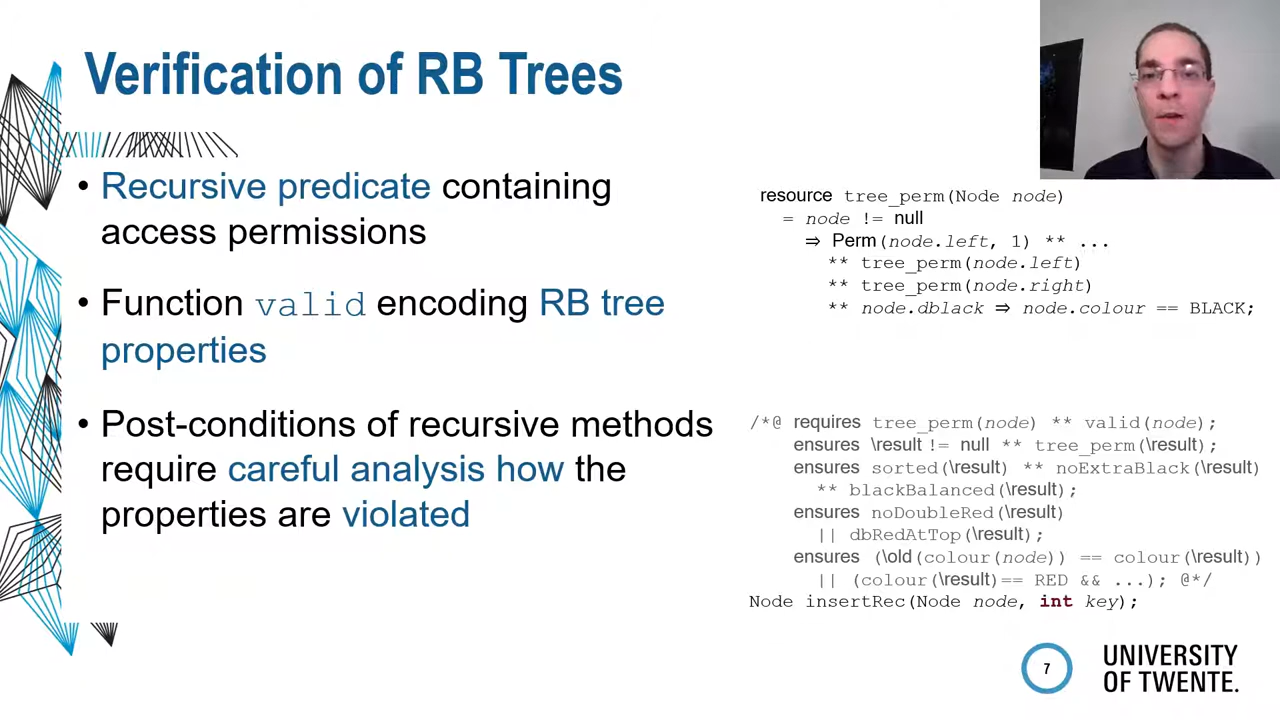 Verification of RB Trees
• Recursive predicate containing
access permissions
• Function valid encoding RB tree
properties
• Post-conditions of recursive methods
require careful analysis how the
properties are violated
resource tree_perm(Node node)
= node != null
⇒ Perm(node.left, 1) ** ...
** tree_perm(node.left)
** tree_perm(node.right)
** node.dblack ⇒ node.colour == BLACK;
/*@ requires tree_perm(node) ** valid(node);
ensures \result != null ** tree_perm(\result);
ensures sorted(\result) ** noExtraBlack(\result)
** blackBalanced(\result);
ensures noDoubleRed(\result)
|| dbRedAtTop(\result);
ensures (\old(colour(node)) == colour(\result))
|| (colour(\result)== RED && ...); @*/
Node insertRec(Node node, int key);
7
UNIVERSITY
OF TWENTE.